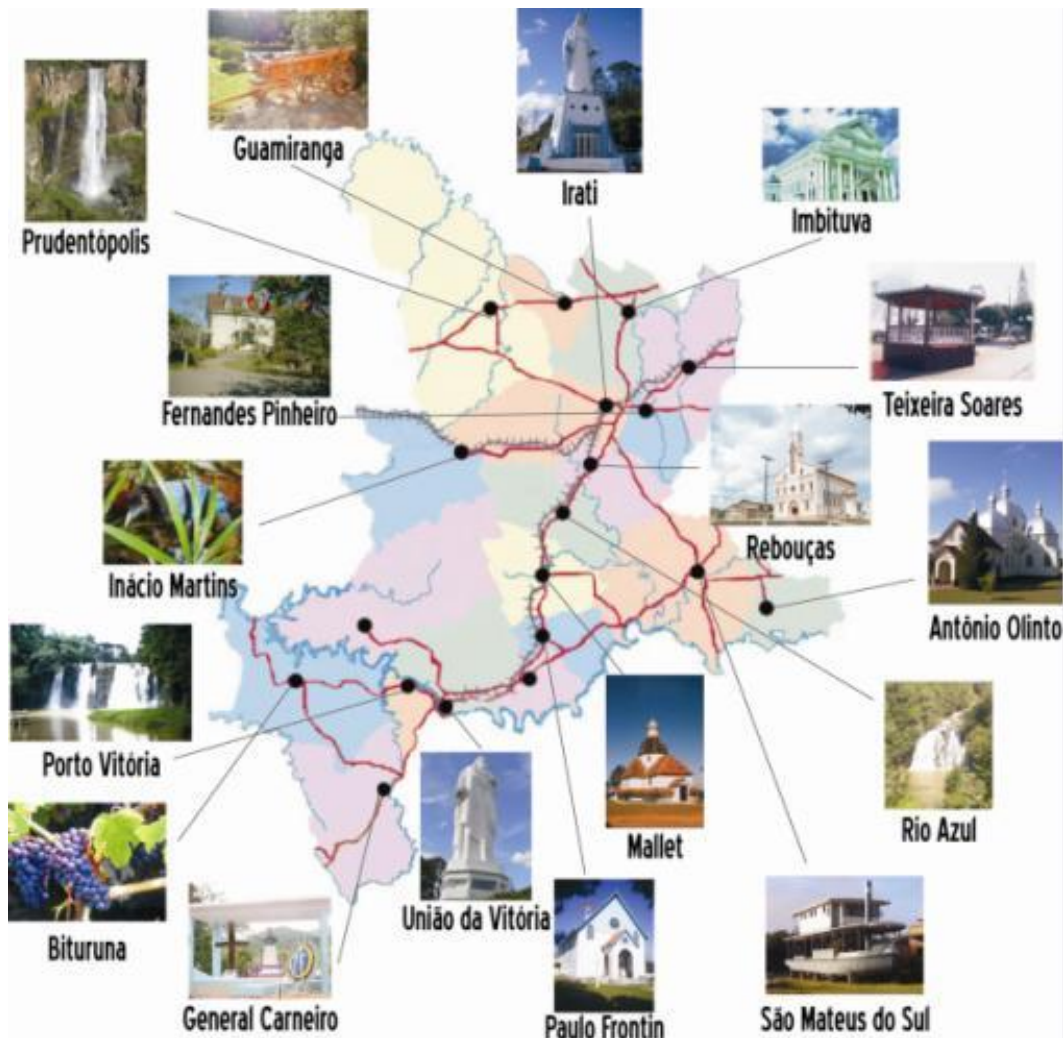 Guamiranga
Irati
Imbituva
Prudentópolis
Fernandes Pinheiro
Teixeira Soares
Inácio Martins
Rebouças
Antônio Olinto
Porto Vitória
Mallet
Rio Azul
Bituruna
União da Vitória
General Carneiro
Paulo Frontin
São Mateus do Sul